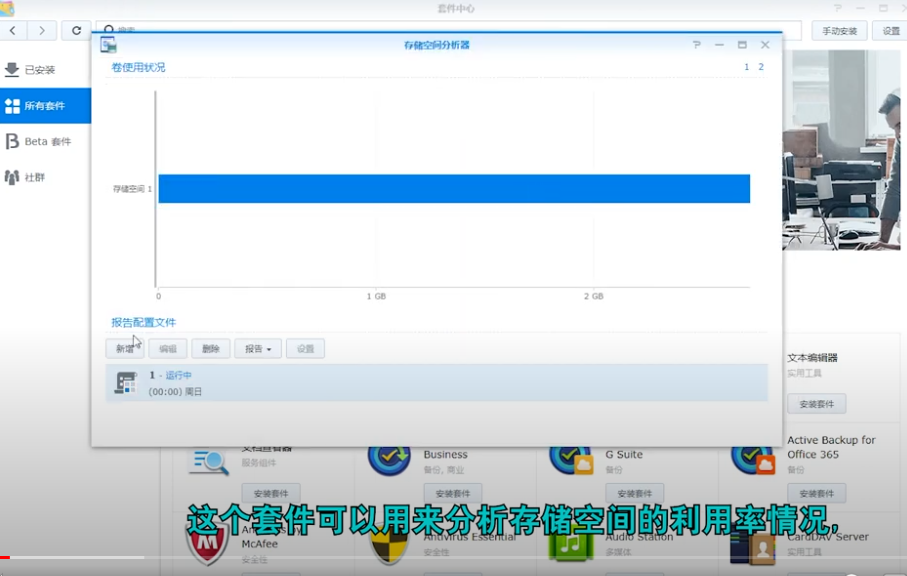 套件中心
搜索
手动安装
设置
已安装
所有套件
Beta 套件
社群
存储空间分析器
卷使用状况
1 2
存储空间 1
0
1 GB
2 GB
报告配置文件
新增
编辑
删除
报告
设置
1 - 运行中
(00:00) 周日
文本编辑器
实用工具
安装套件
文档查看器
服务组件
安装套件
Business
备份, 商业
安装套件
G Suite
备份
安装套件
Active Backup for
Office 365
备份
安装套件
这个套件可以用来分析存储空间的利用率情况,
McAfee
安全性
Antivirus Essential
安全性
Audio Station
多媒体
CardDAV Server
实用工具